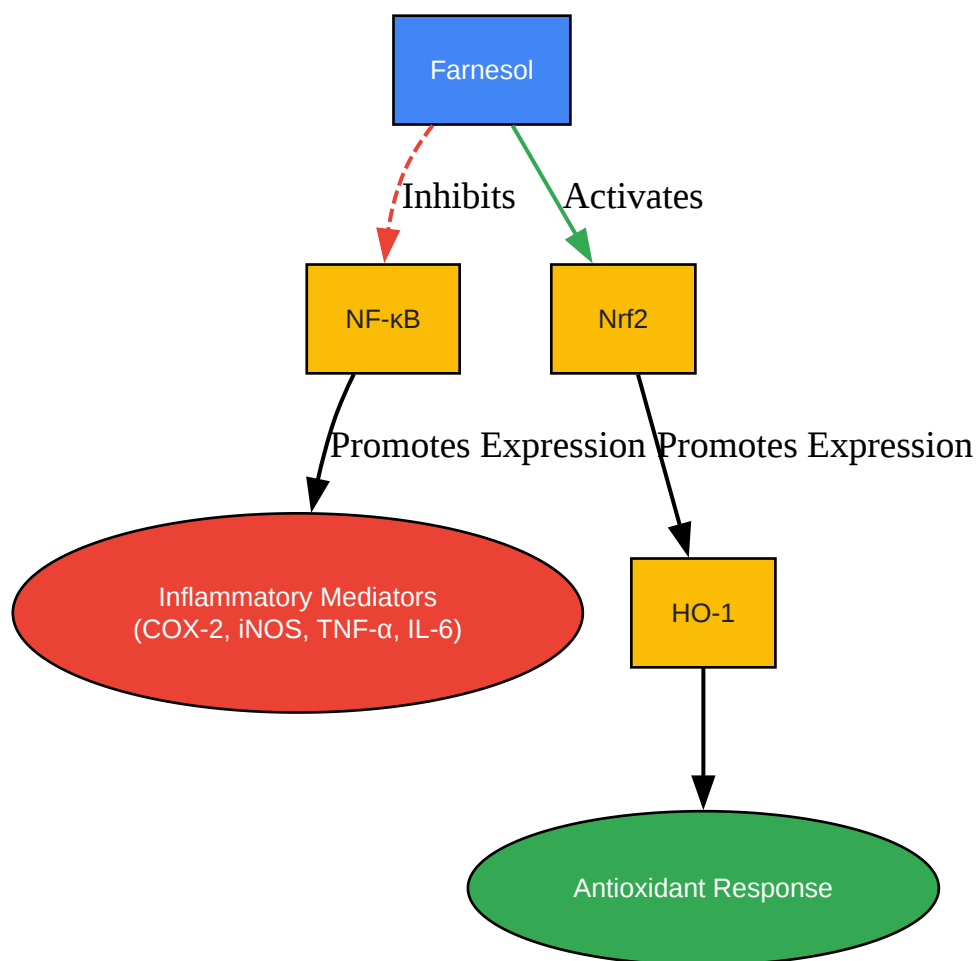 Farnesol
Inhibits
Activates
NF-κB
Nrf2
Promotes Expression
Promotes Expression
Inflammatory Mediators
(COX-2, iNOS, TNF-α, IL-6)
HO-1
Antioxidant Response